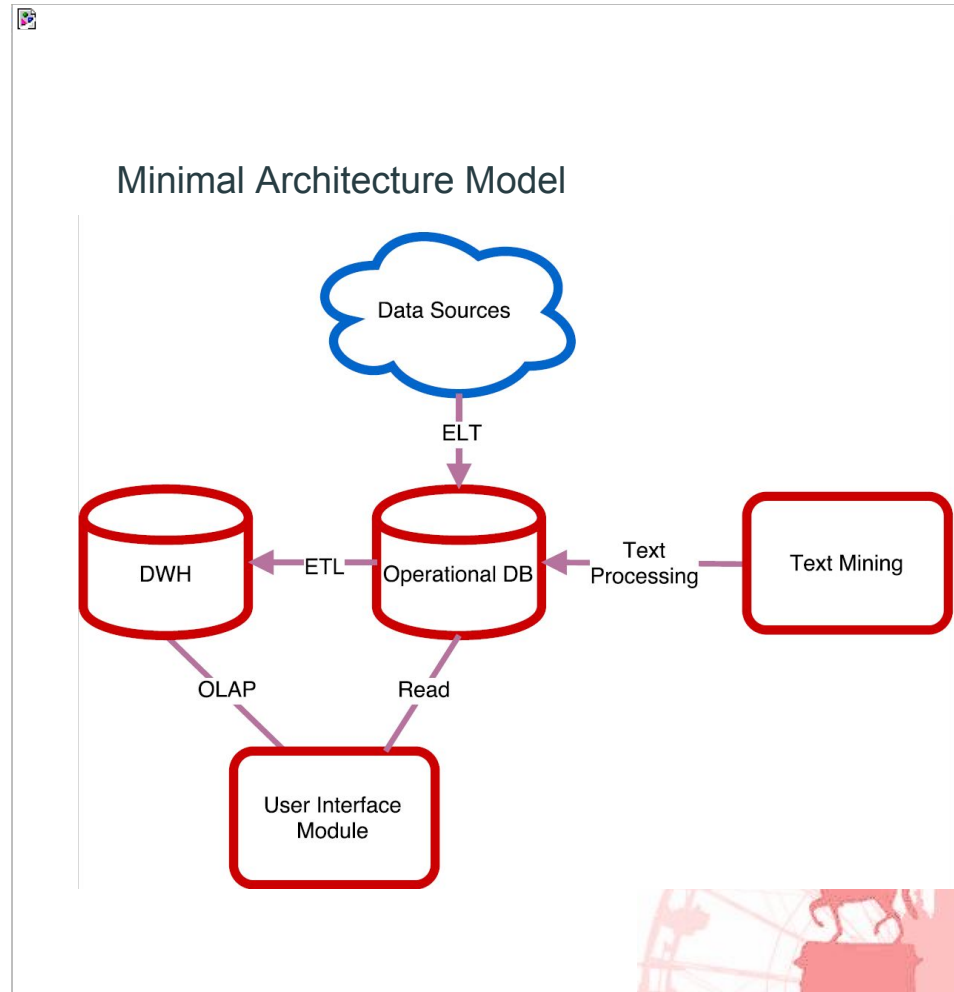 Minimal Architecture Model
Data Sources
ELT
DWH
ETL
Operational DB
Text
Processing
Text Mining
OLAP
Read
User Interface
Module